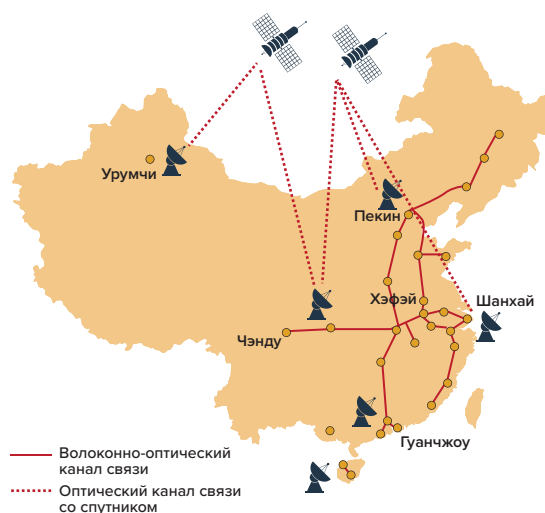 Урумчи
Пекин
Хэфэй
Шанхай
Чэнду
Гуанчжоу
Волоконно-оптический
канал связи
Оптический канал связи
со спутником